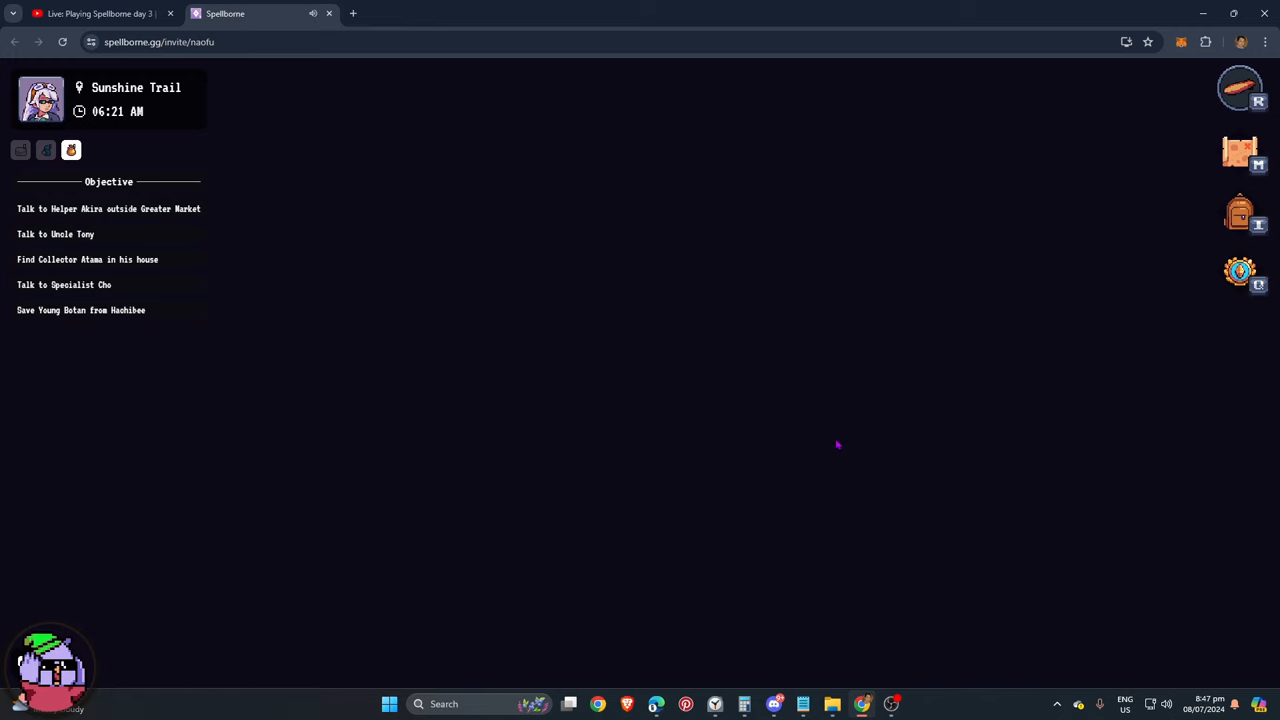 Live: Playing Spellborne day 3 |
Spellborne
spellborne.gg/invite/naofu
Sunshine Trail
06:21 AM
R
M
I
Objective
Talk to Helper Akira outside Greater Market
Talk to Uncle Tony
Find Collector Atama in his house
Talk to Specialist Cho
Save Young Botan from Hachibee
Search
9+
ENG
US
8:47 pm
08/07/2024